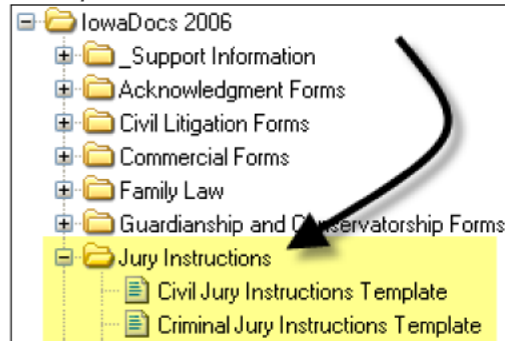 IowaDocs 2006
_Support Information
Acknowledgment Forms
Civil Litigation Forms
Commercial Forms
Family Law
Guardianship and Conservatorship Forms
Jury Instructions
Civil Jury Instructions Template
Criminal Jury Instructions Template